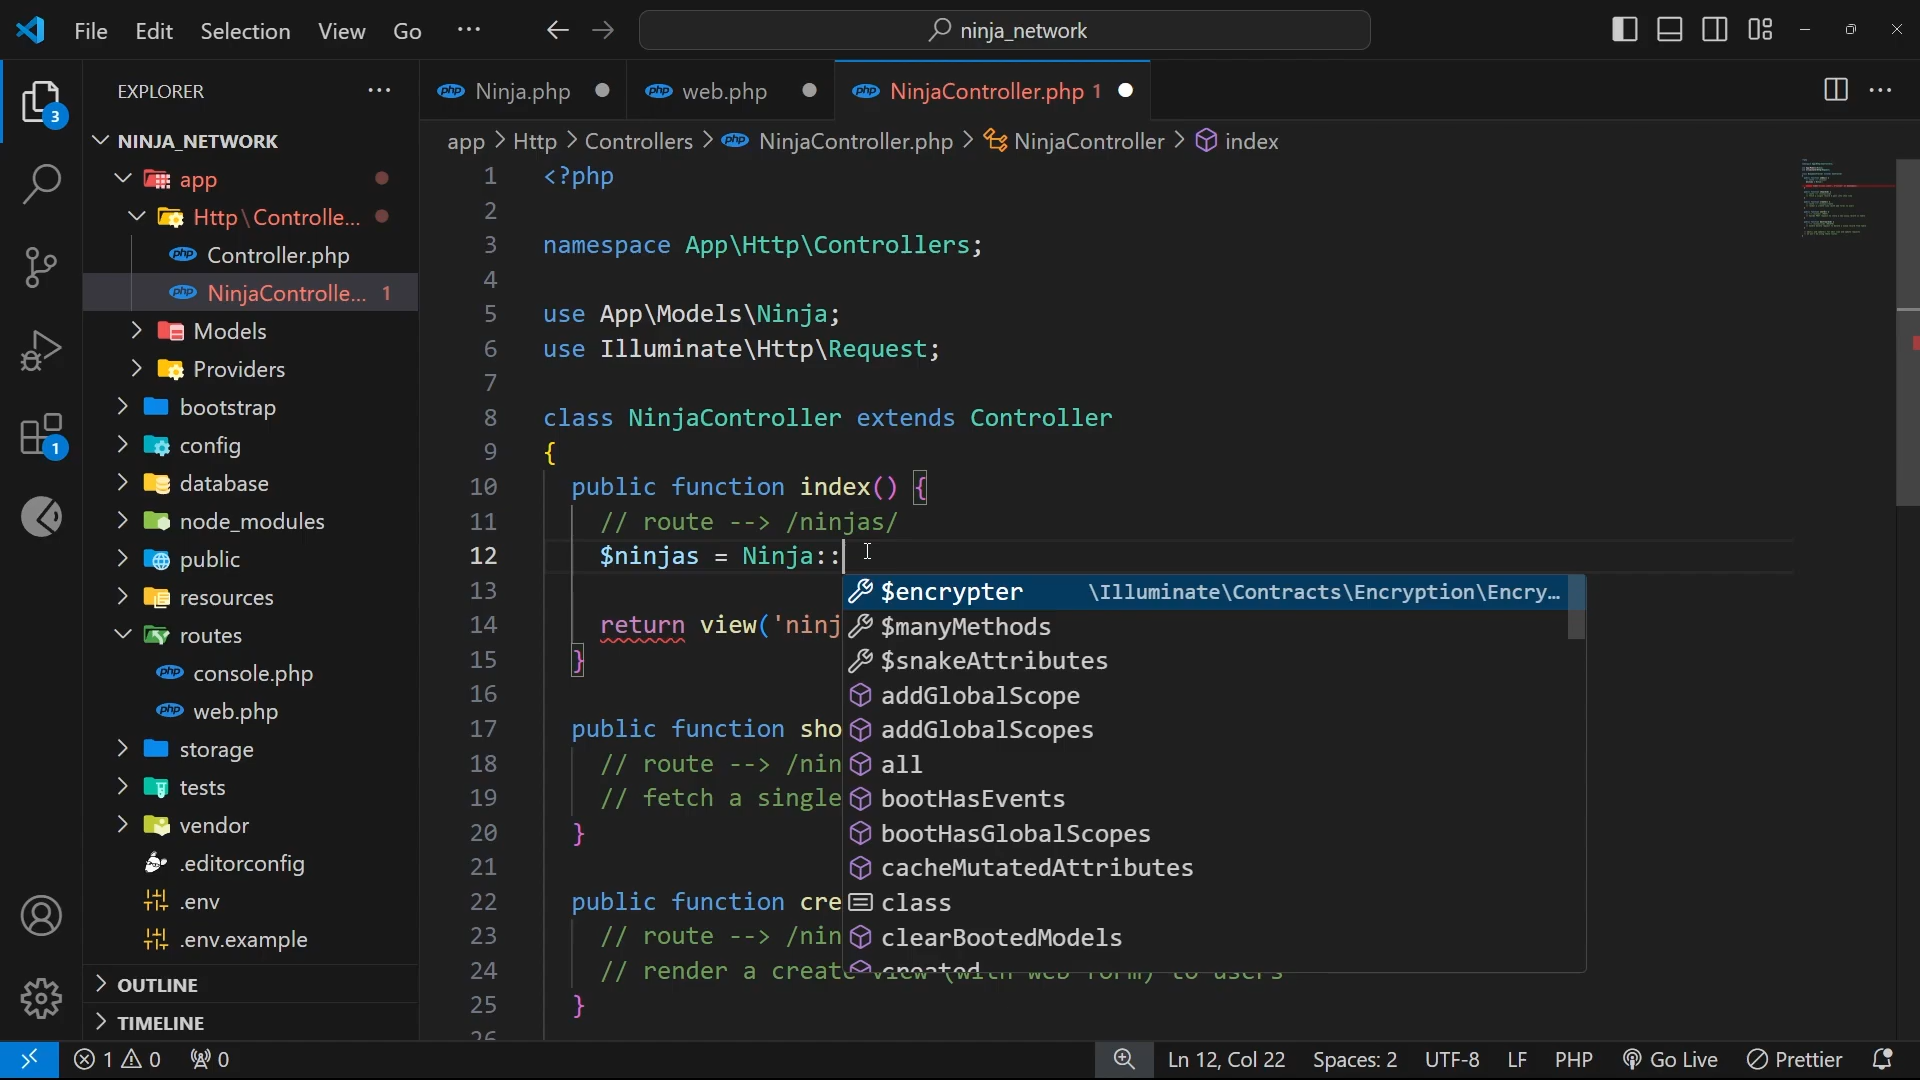 File Edit Selection View Go ··· ninja_network
EXPLORER
3
NINJA_NETWORK
app
Http\Controlle...
Controller.php
NinjaControlle... 1
Models
Providers
bootstrap
config
1
database
node_modules
public
resources
routes
console.php
web.php
storage
tests
vendor
.editorconfig
.env
.env.example
OUTLINE
TIMELINE
php Ninja.php
php web.php
php NinjaController.php 1
app > Http > Controllers > php NinjaController.php > NinjaController > index
1 <?php
2
3 namespace App\Http\Controllers;
4
5 use App\Models\Ninja;
6 use Illuminate\Http\Request;
7
8 class NinjaController extends Controller
9 {
10 public function index() {
11 // route --> /ninjas/
12 $ninjas = Ninja::
13
14 return view('ninj
15 }
16
17 public function sho
18 // route --> /nin
19 // fetch a single
20 }
21
22 public function cre
23 // route --> /nin
24 // render a create view (with web form) to users
25 }
26
$encrypter \Illuminate\Contracts\Encryption\Encry...
$manyMethods
$snakeAttributes
addGlobalScope
addGlobalScopes
all
bootHasEvents
bootHasGlobalScopes
cacheMutatedAttributes
class
clearBootedModels
created
1 0 0 Ln 12, Col 22 Spaces: 2 UTF-8 LF PHP Go Live Prettier